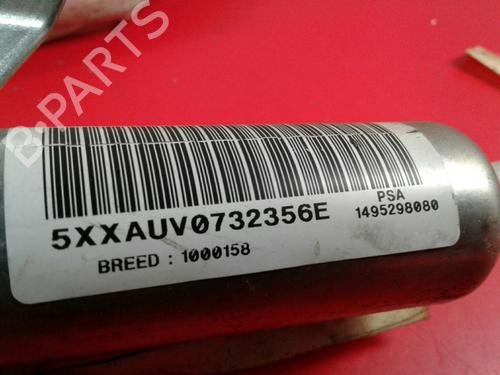 B-PARTS
5XXAUV0732356E
PSA
1495298080
BREED : 1000158